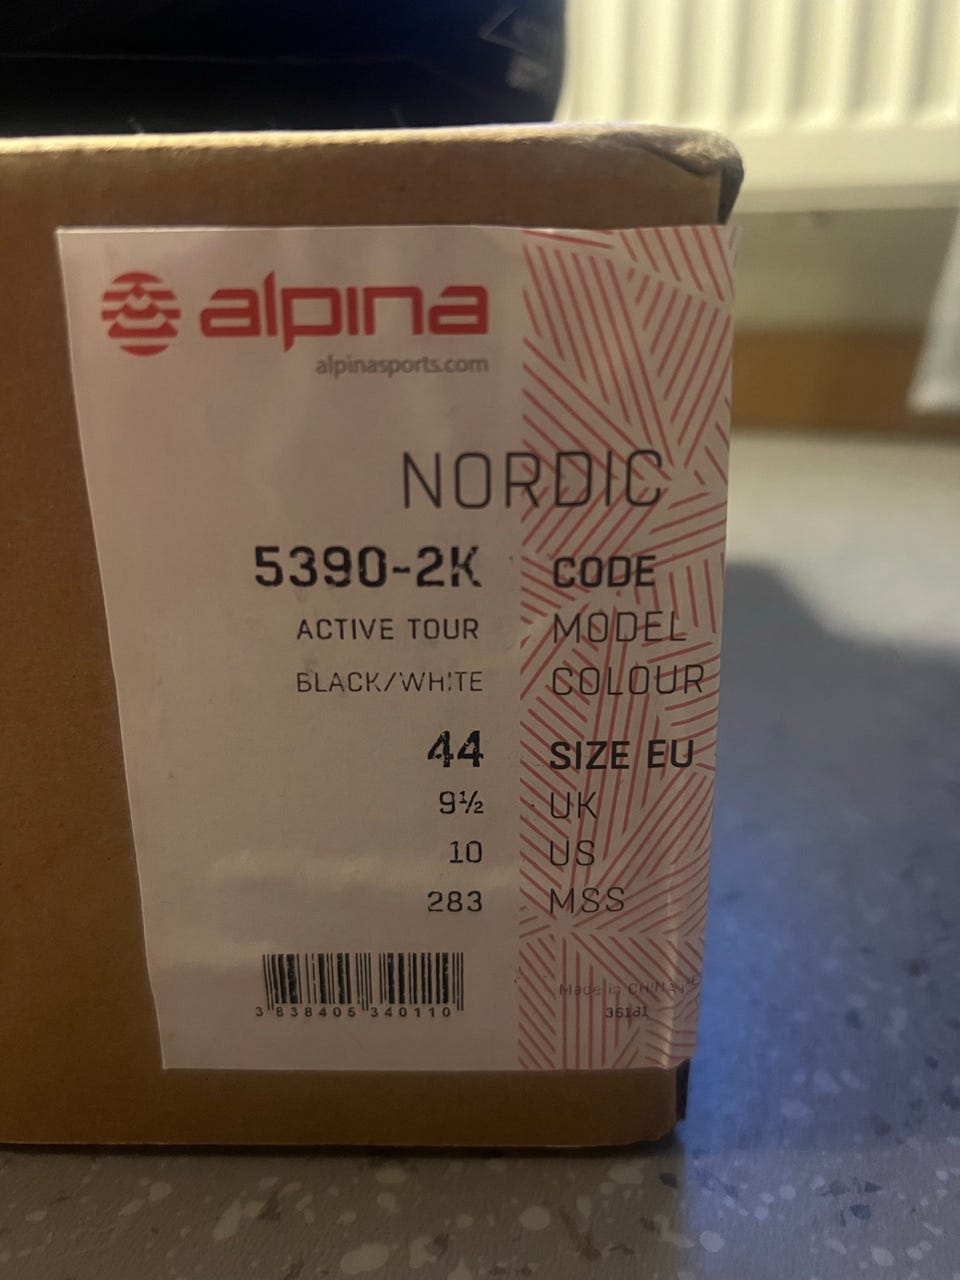 alpina
alpinasports.com
NORDIC
5390-2K CODE
ACTIVE TOUR MODEL
BLACK/WHITE COLOUR
44 SIZE EU
9½ UK
10 US
283 MSS
3 838405 340110
Made in CHINA
36181